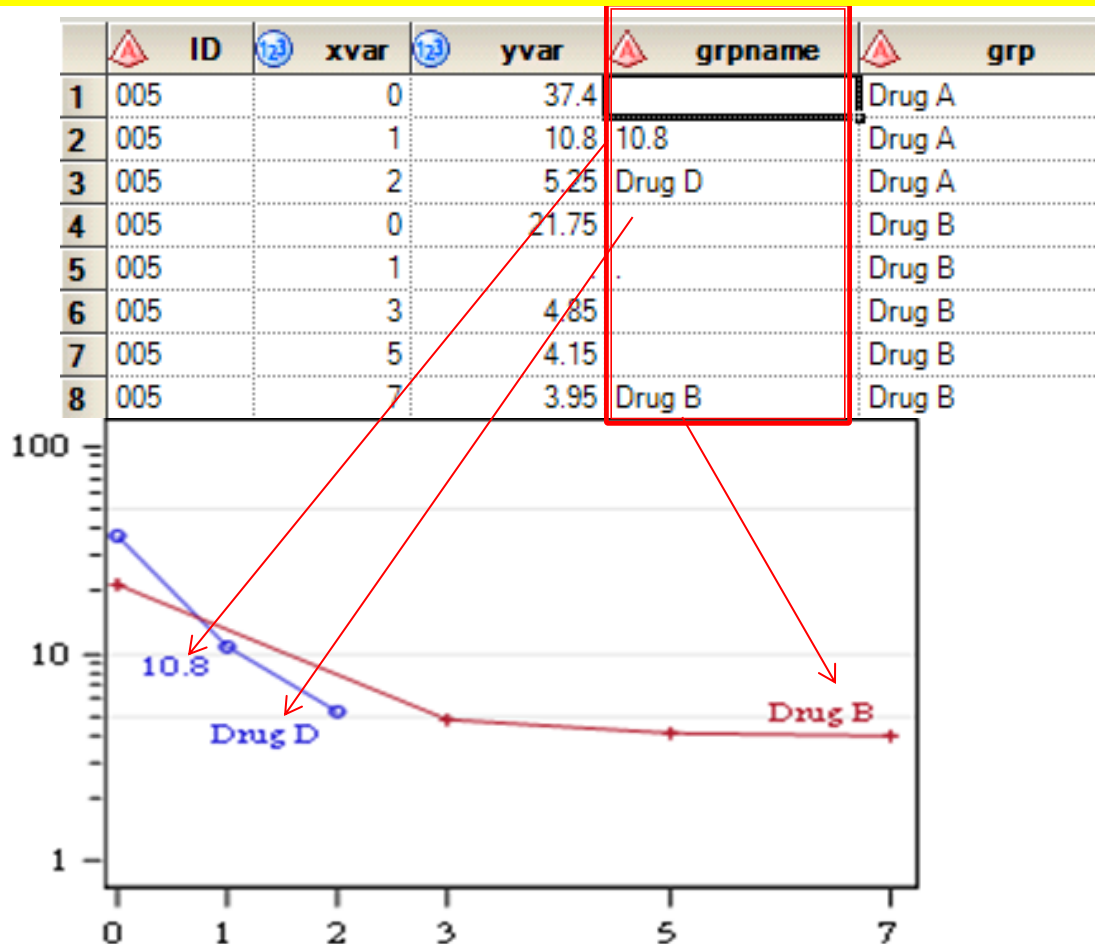 ID xvar yvar grpname grp
1 005 0 37.4 Drug A
2 005 1 10.8 10.8 Drug A
3 005 2 5.25 Drug D Drug A
4 005 0 21.75 Drug B
5 005 1 . . Drug B
6 005 3 4.85 Drug B
7 005 5 4.15 Drug B
8 005 7 3.95 Drug B Drug B
100
10
10.8
Drug B
Drug D
1
0 1 2 3 5 7